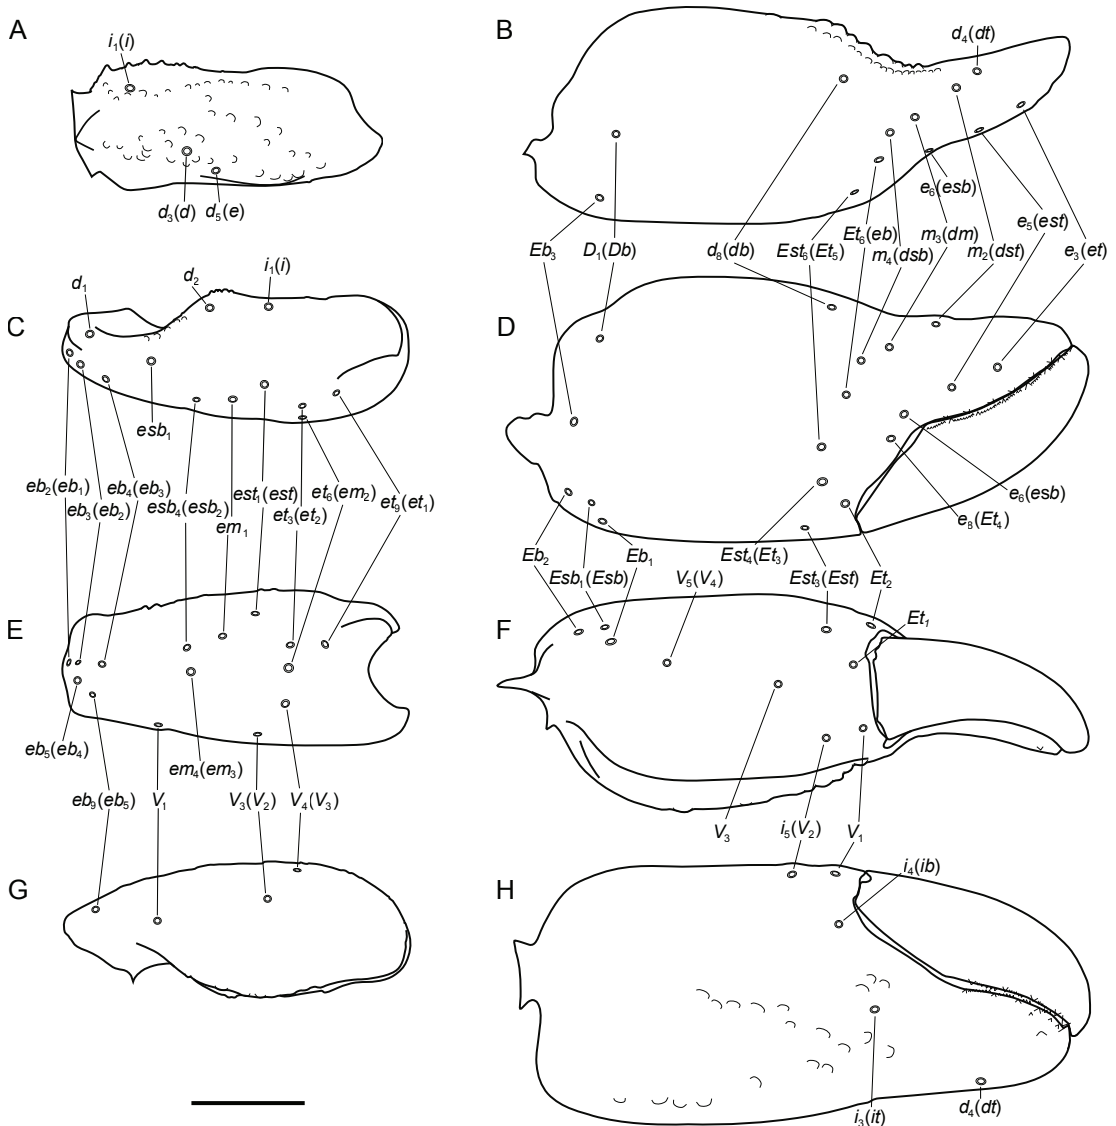 A
i₁(i)
d₃(d) d₅(e)
B
d₄(dt)
e₆(esb)
Eb₃ D₁(Db) d₈(db) Est₆(Et₅) Et₆(eb) m₄(dsb) m₃(dm) m₂(dst) e₅(est) e₃(et)
C
d₁ d₂ i₁(i)
esb₁
eb₂(eb₁) eb₃(eb₂) eb₄(eb₃) esb₄(esb₂) em₁ est₁(est) et₃(et₂) et₆(em₂) et₉(et₁)
D
e₆(esb)
e₈(Et₄)
Eb₂ Esb₁(Esb) Eb₁ V₅(V₄) Est₄(Et₃) Est₃(Est) Et₂
E
eb₅(eb₄)
em₄(em₃)
eb₉(eb₅) V₁ V₃(V₂) V₄(V₃)
F
Et₁
V₃ i₅(V₂) V₁
G
H
i₄(ib)
i₃(it)
d₄(dt)